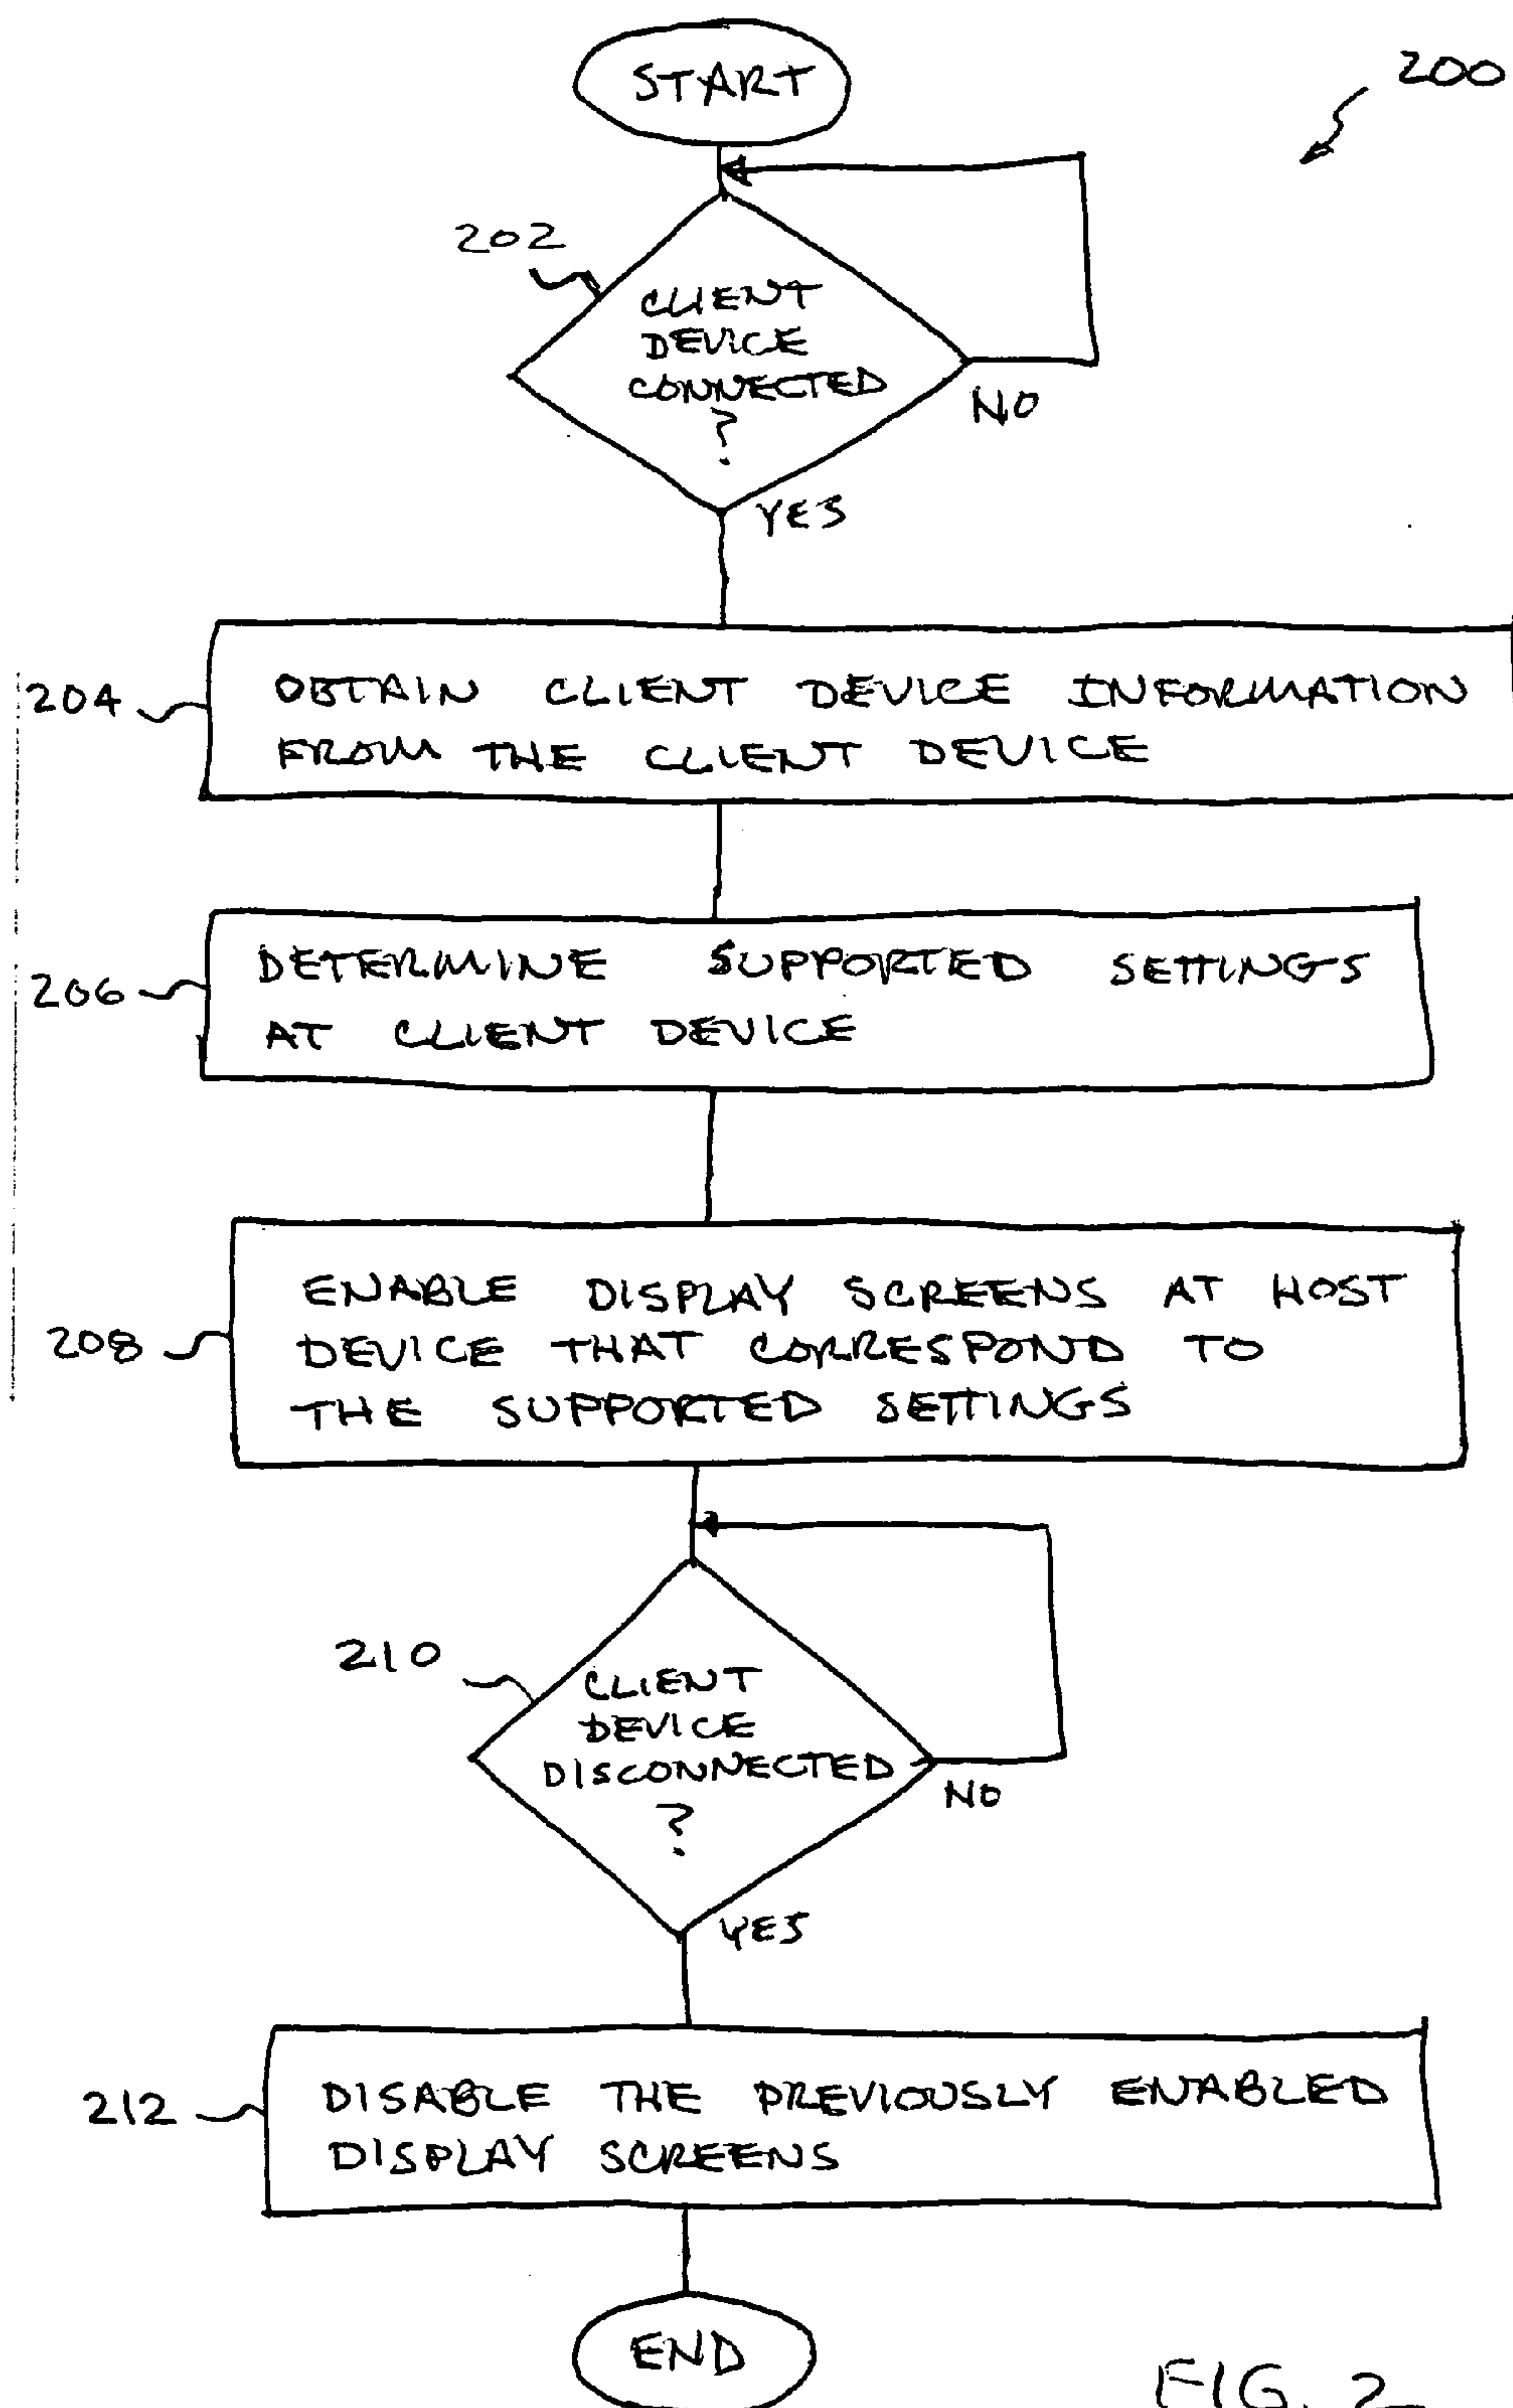 START
200
202
CLIENT
DEVICE
CONNECTED
?
NO
YES
204
OBTAIN CLIENT DEVICE INFORMATION
FROM THE CLIENT DEVICE
206
DETERMINE SUPPORTED SETTINGS
AT CLIENT DEVICE
208
ENABLE DISPLAY SCREENS AT HOST
DEVICE THAT CORRESPOND TO
THE SUPPORTED SETTINGS
210
CLIENT
DEVICE
DISCONNECTED
?
NO
YES
212
DISABLE THE PREVIOUSLY ENABLED
DISPLAY SCREENS
END
FIG. 2